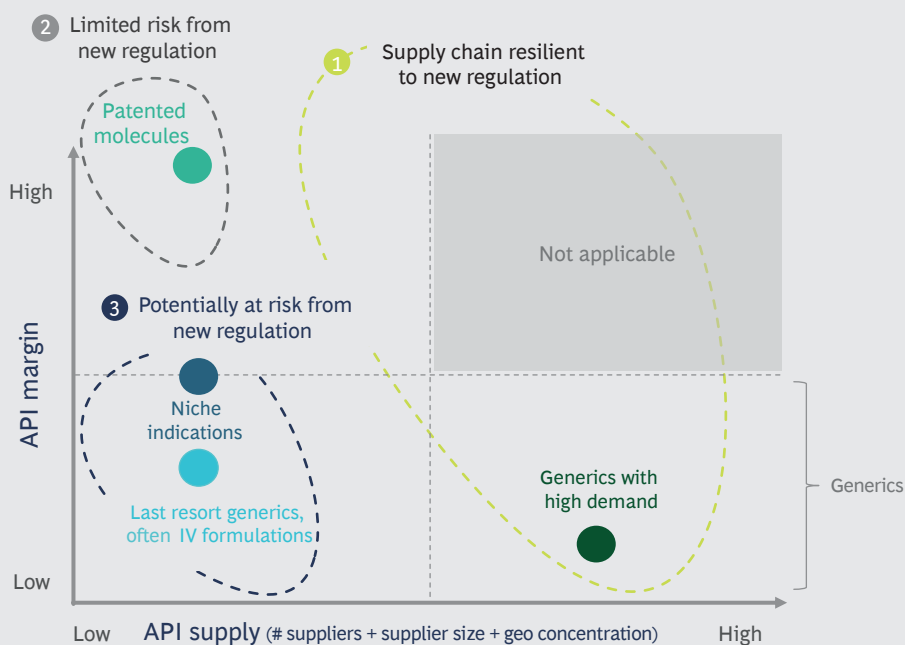 2 Limited risk from
new regulation
1 Supply chain resilient
to new regulation
Patented
molecules
High
Not applicable
3 Potentially at risk from
new regulation
API margin
Niche
indications
Generics with
high demand
Generics
Last resort generics,
often IV formulations
Low
Low
API supply (# suppliers + supplier size + geo concentration)
High